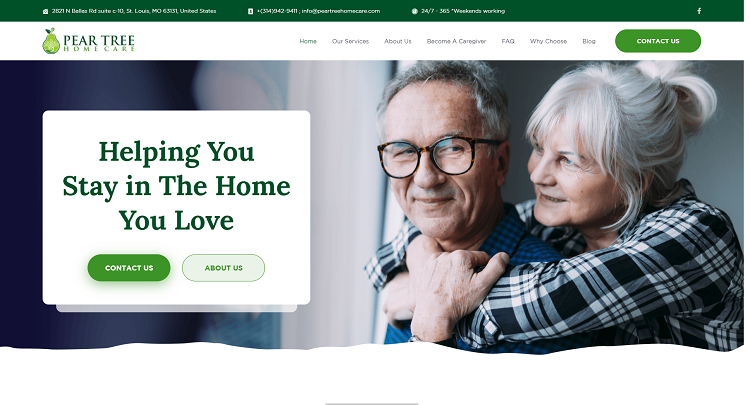 2821 N Ballas Rd suite c-10, St. Louis, MO 63131, United States
+(314)942-9411 ; info@peartreehomecare.com
24/7 - 365 *Weekends working
PEAR TREE
HOME CARE
Home
Our Services
About Us
Become A Caregiver
FAQ
Why Choose
Blog
CONTACT US
Helping You
Stay in The Home
You Love
CONTACT US
ABOUT US